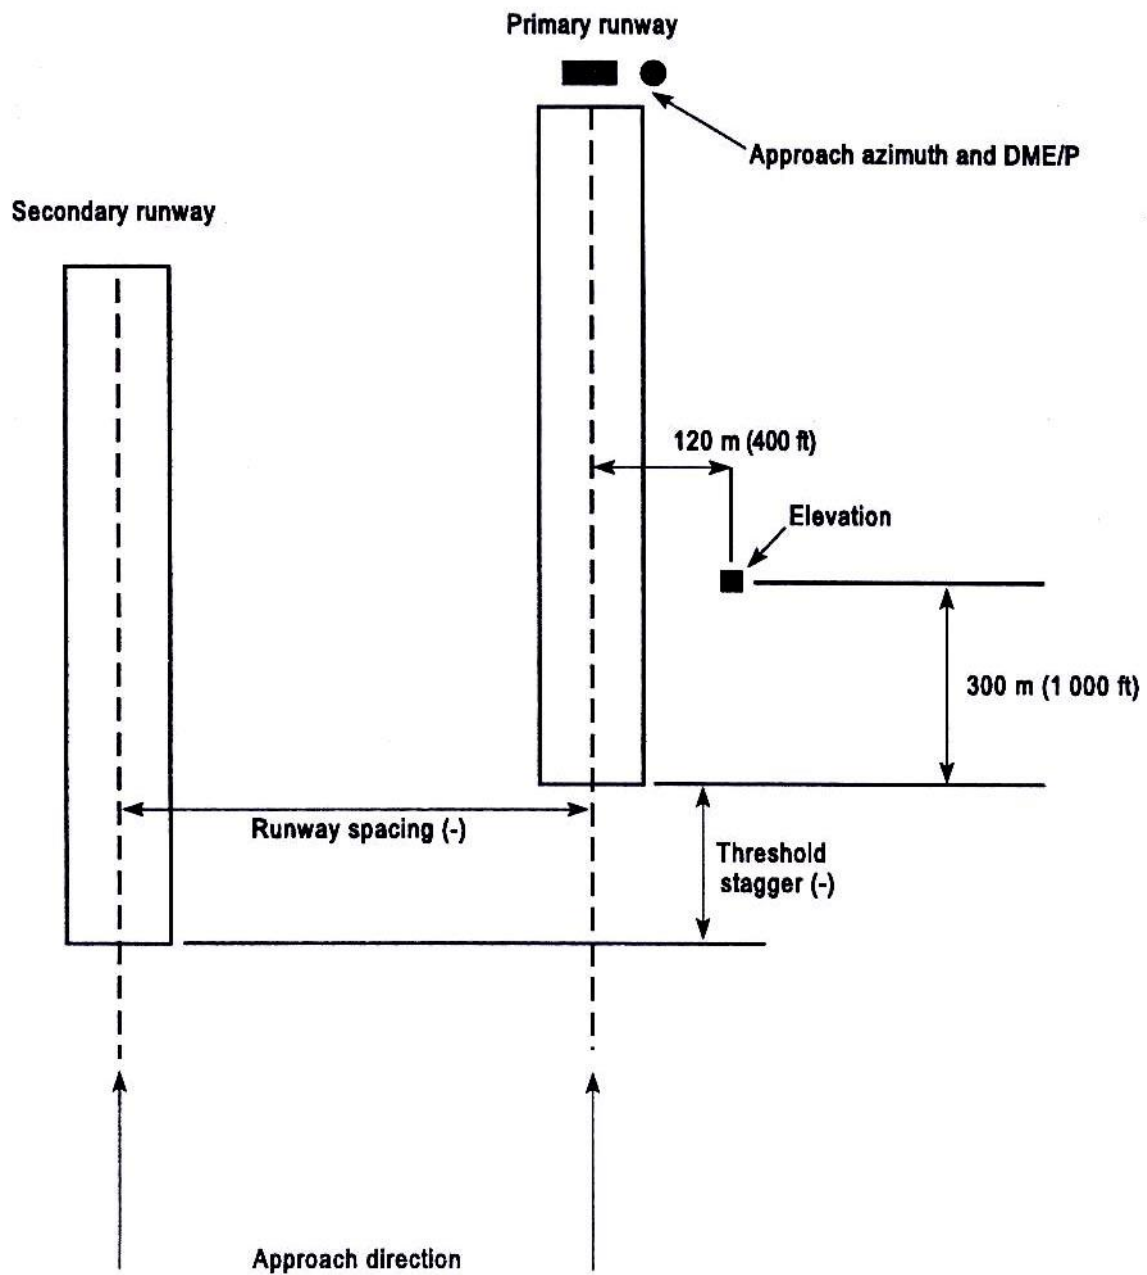 Primary runway
Approach azimuth and DME/P
Secondary runway
120 m (400 ft)
Elevation
300 m (1 000 ft)
Runway spacing (-)
Threshold
stagger (-)
Approach direction